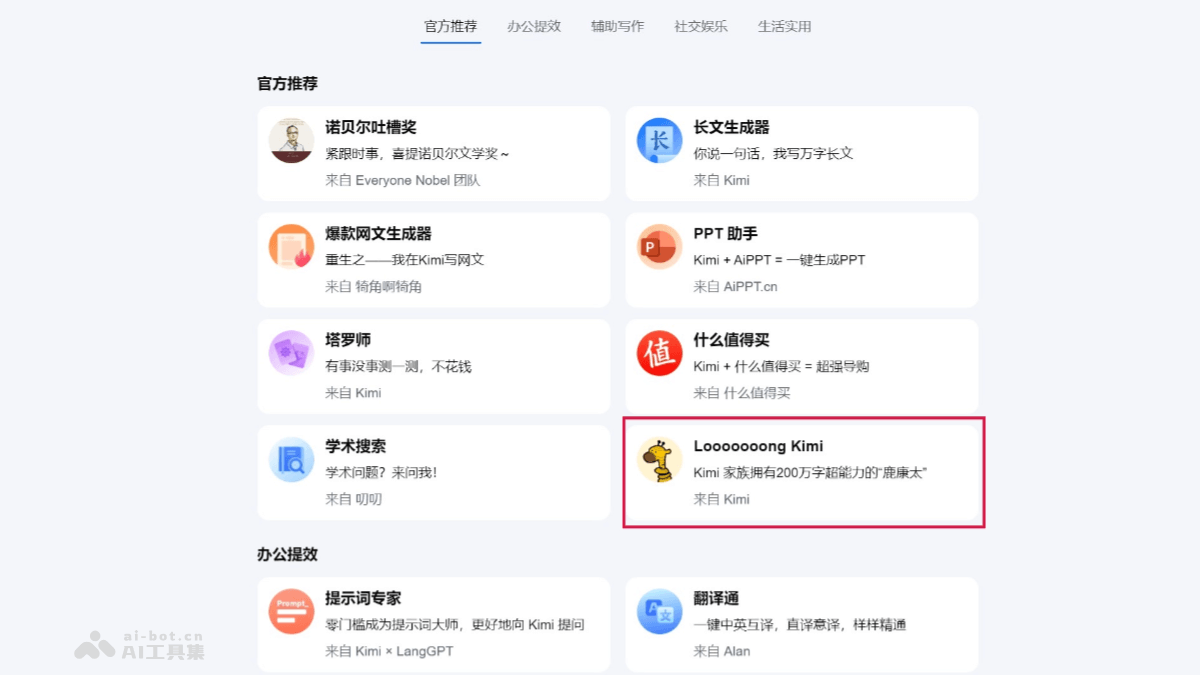 官方推荐
办公提效
辅助写作
社交娱乐
生活实用
官方推荐
诺贝尔吐槽奖
紧跟时事，喜提诺贝尔文学奖～
来自 Everyone Nobel 团队
长文生成器
你说一句话，我写万字长文
来自 Kimi
爆款网文生成器
重生之——我在Kimi写网文
来自 犄角啊犄角
PPT 助手
Kimi + AiPPT = 一键生成PPT
来自 AiPPT.cn
塔罗师
有事没事测一测，不花钱
来自 Kimi
值
什么值得买
Kimi + 什么值得买 = 超强导购
来自 什么值得买
学术搜索
学术问题？来问我！
来自 叨叨
Looooooong Kimi
Kimi 家族拥有200万字超能力的“鹿康太”
来自 Kimi
办公提效
Prompt_
提示词专家
零门槛成为提示词大师，更好地向 Kimi 提问
来自 Kimi × LangGPT
翻译通
一键中英互译，直译意译，样样精通
来自 Alan
长
P
A
文
ai-bot.cn
AI工具集